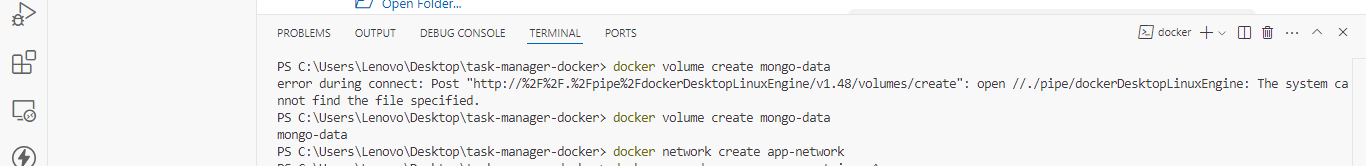 Open Folder...
PROBLEMS OUTPUT DEBUG CONSOLE TERMINAL PORTS docker
PS C:\Users\Lenovo\Desktop\task-manager-docker> docker volume create mongo-data
error during connect: Post "http://%2F%2F.%2Fpipe%2FdockerDesktopLinuxEngine/v1.48/volumes/create": open //./pipe/dockerDesktopLinuxEngine: The system ca
nnot find the file specified.
PS C:\Users\Lenovo\Desktop\task-manager-docker> docker volume create mongo-data
mongo-data
PS C:\Users\Lenovo\Desktop\task-manager-docker> docker network create app-network